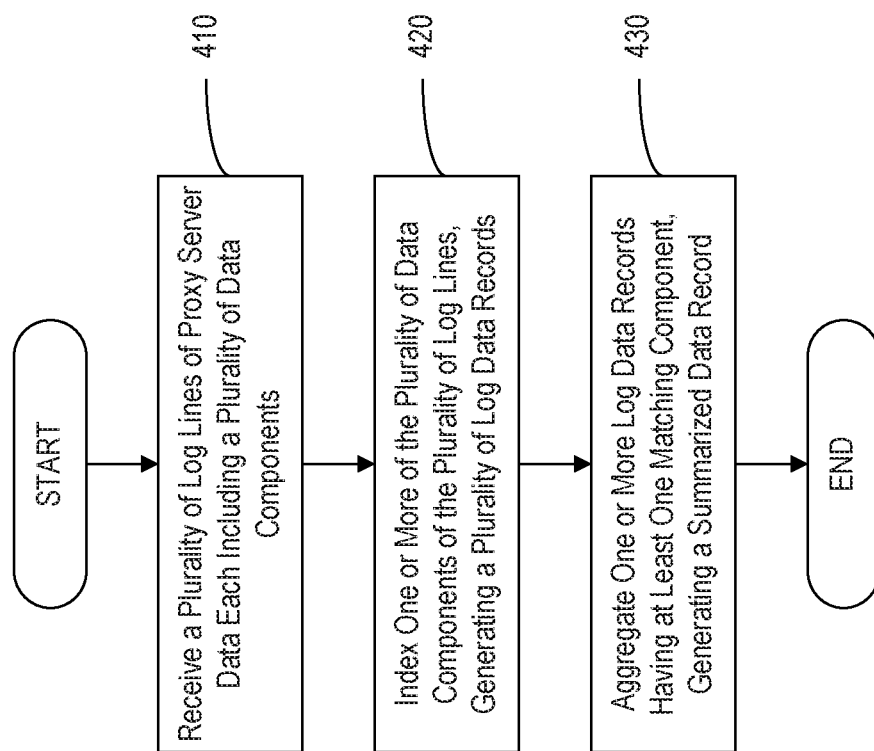 START
Receive a Plurality of Log Lines of Proxy Server
Data Each Including a Plurality of Data
Components
410
Index One or More of the Plurality of Data
Components of the Plurality of Log Lines,
Generating a Plurality of Log Data Records
420
Aggregate One or More Log Data Records
Having at Least One Matching Component,
Generating a Summarized Data Record
430
END